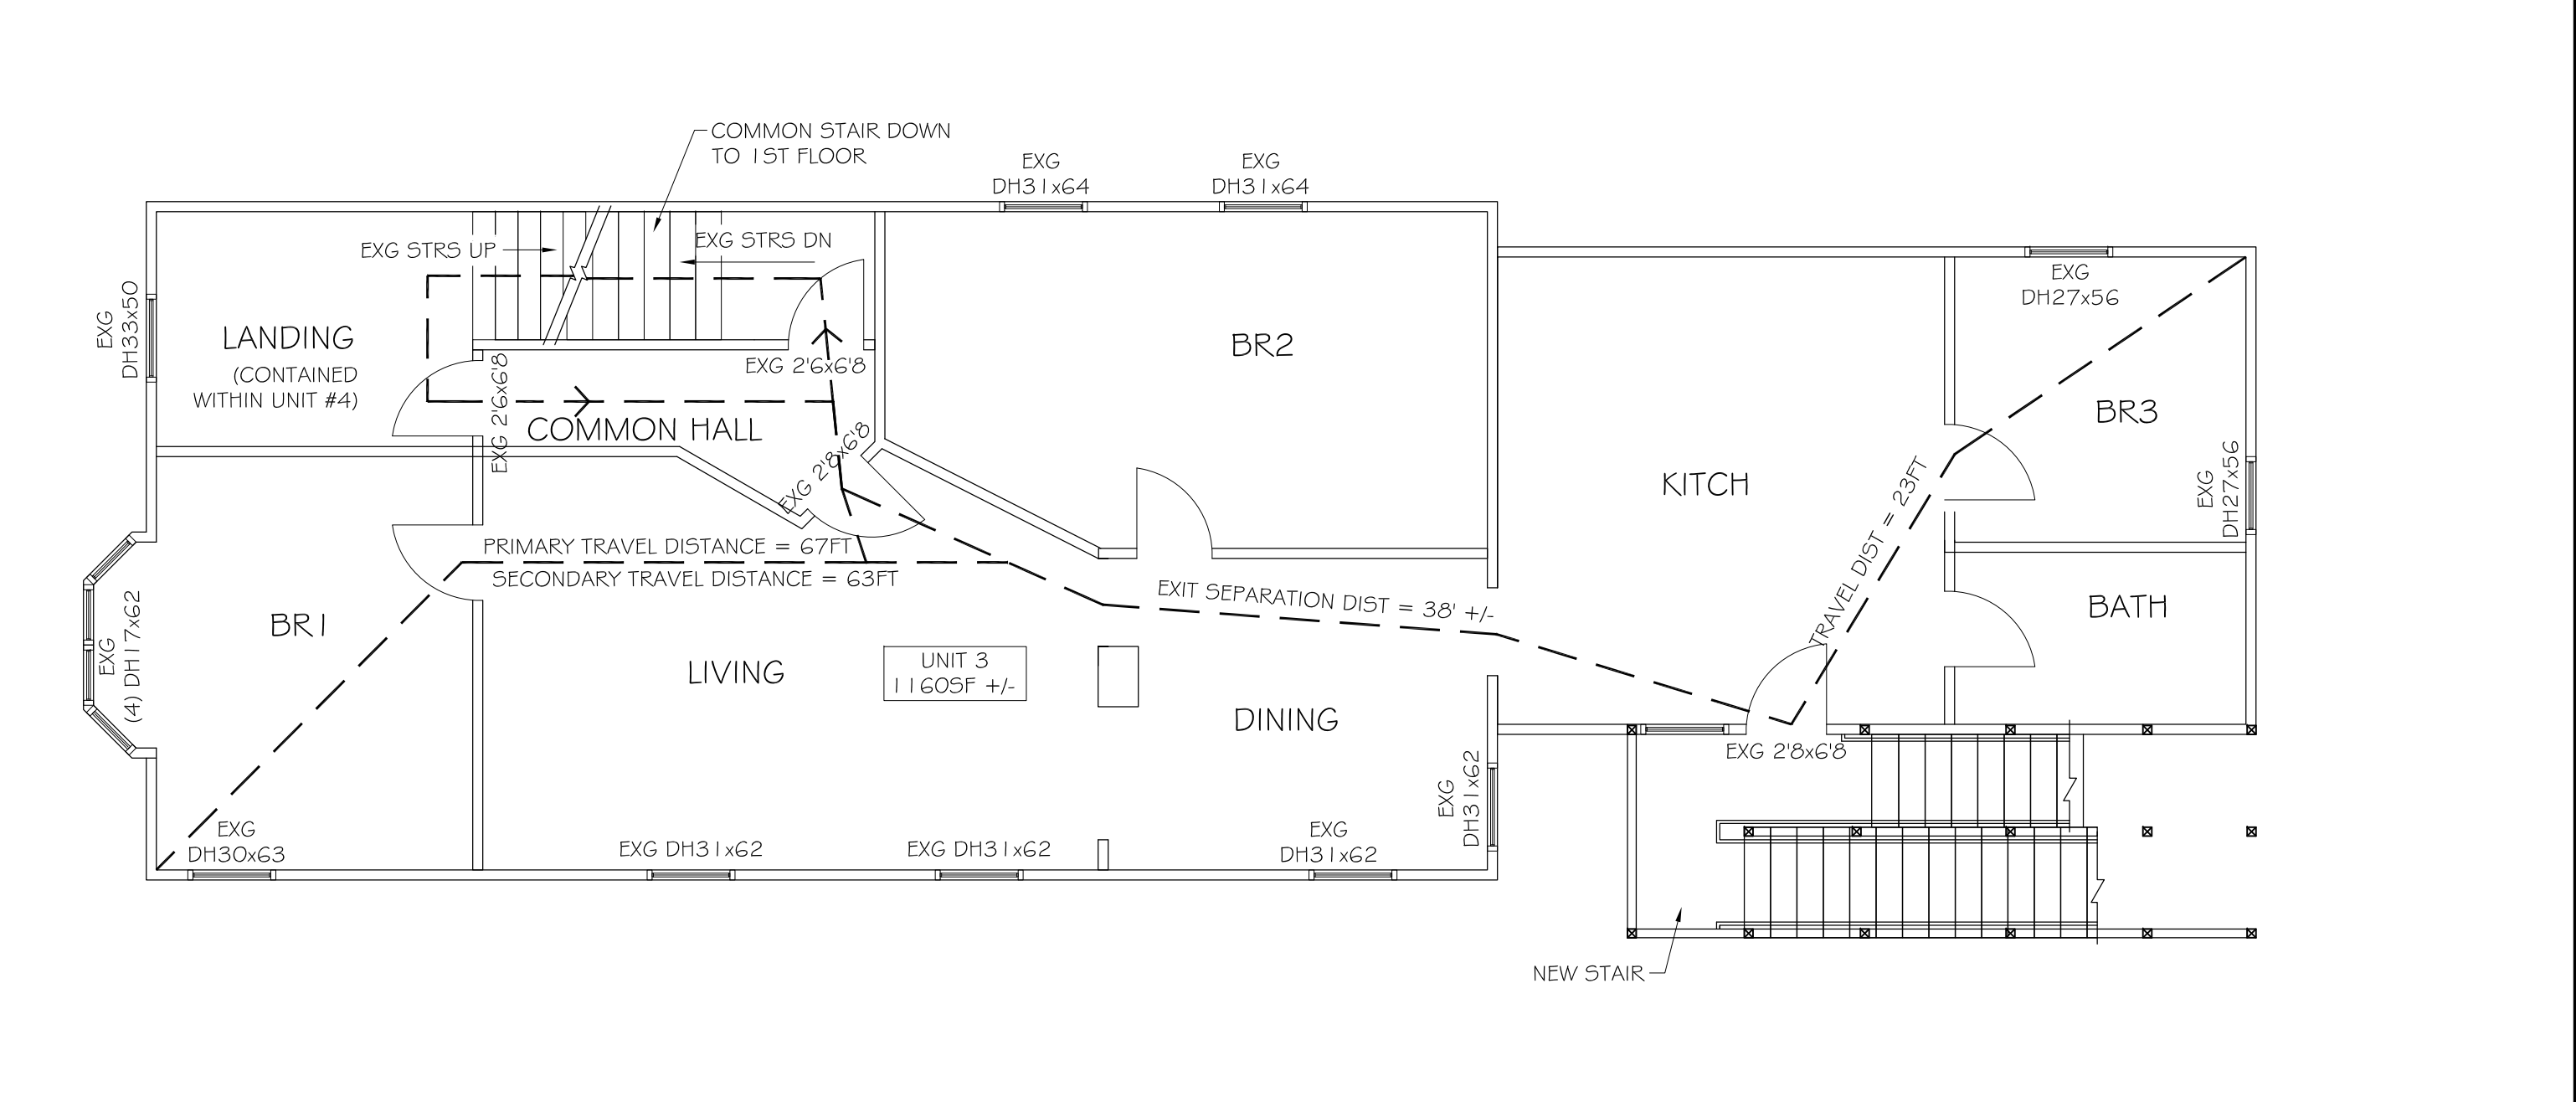 COMMON STAIR DOWN
TO 1ST FLOOR
EXG
DH31x64
EXG
DH31x64
EXG STRS UP
EXG STRS DN
EXG
DH33x50
LANDING
(CONTAINED
WITHIN UNIT #4)
EXG 2'6x6'8
EXG 2'6x6'8
COMMON HALL
EXG 2'8x6'8
BR2
EXG
DH27x56
BR3
EXG
DH27x56
KITCH
TRAVEL DIST = 23FT
BATH
PRIMARY TRAVEL DISTANCE = 67FT
SECONDARY TRAVEL DISTANCE = 63FT
EXIT SEPARATION DIST = 38' +/-
BR1
EXG
(4) DH17x62
LIVING
UNIT 3
1160SF +/-
DINING
EXG 2'8x6'8
EXG
DH31x62
EXG
DH30x63
EXG DH31x62
EXG DH31x62
EXG
DH31x62
NEW STAIR